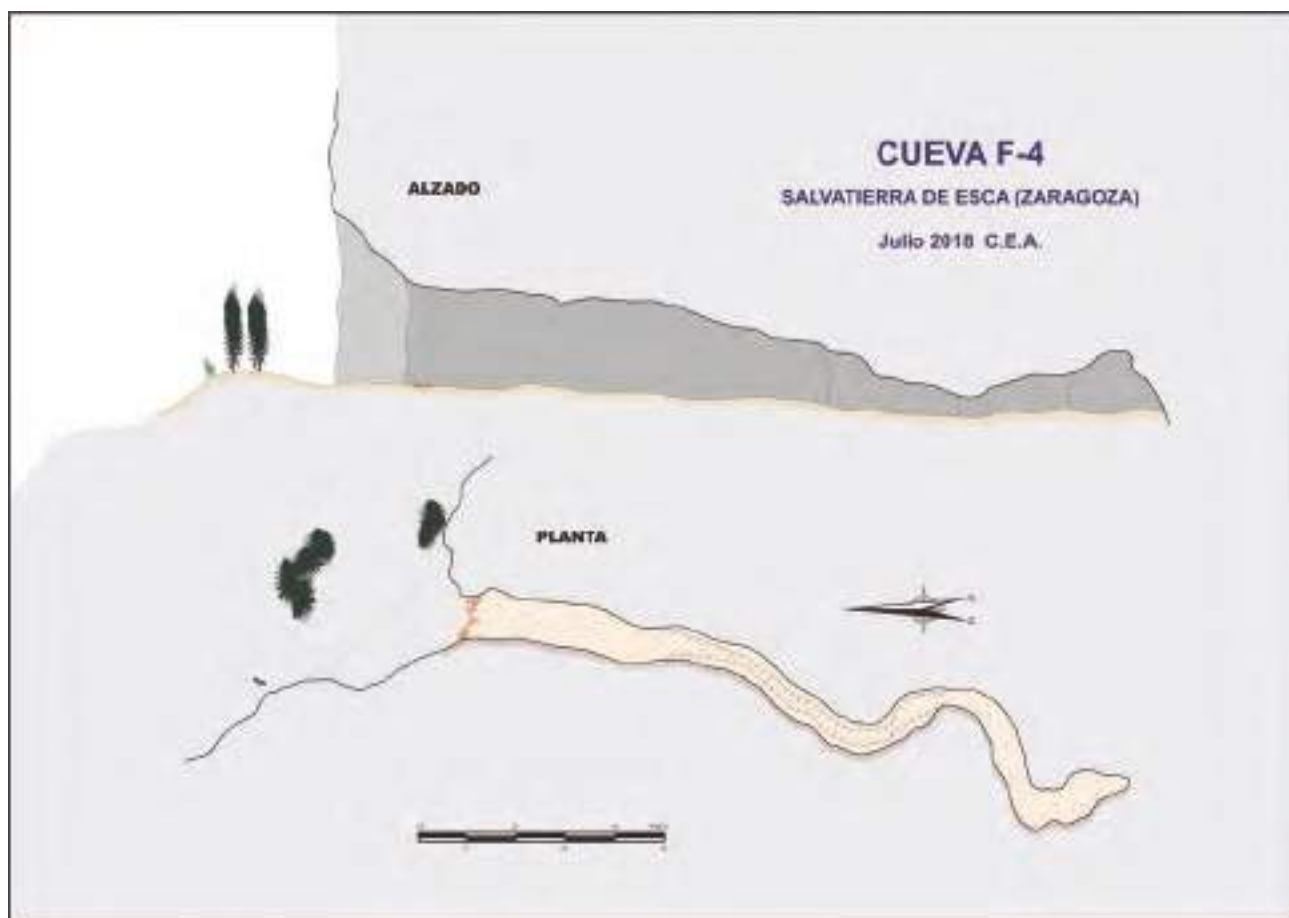 CUEVA F-4
SALVATIERRA DE ESCA (ZARAGOZA)
Julio 2018 C.E.A.
ALZADO
PLANTA